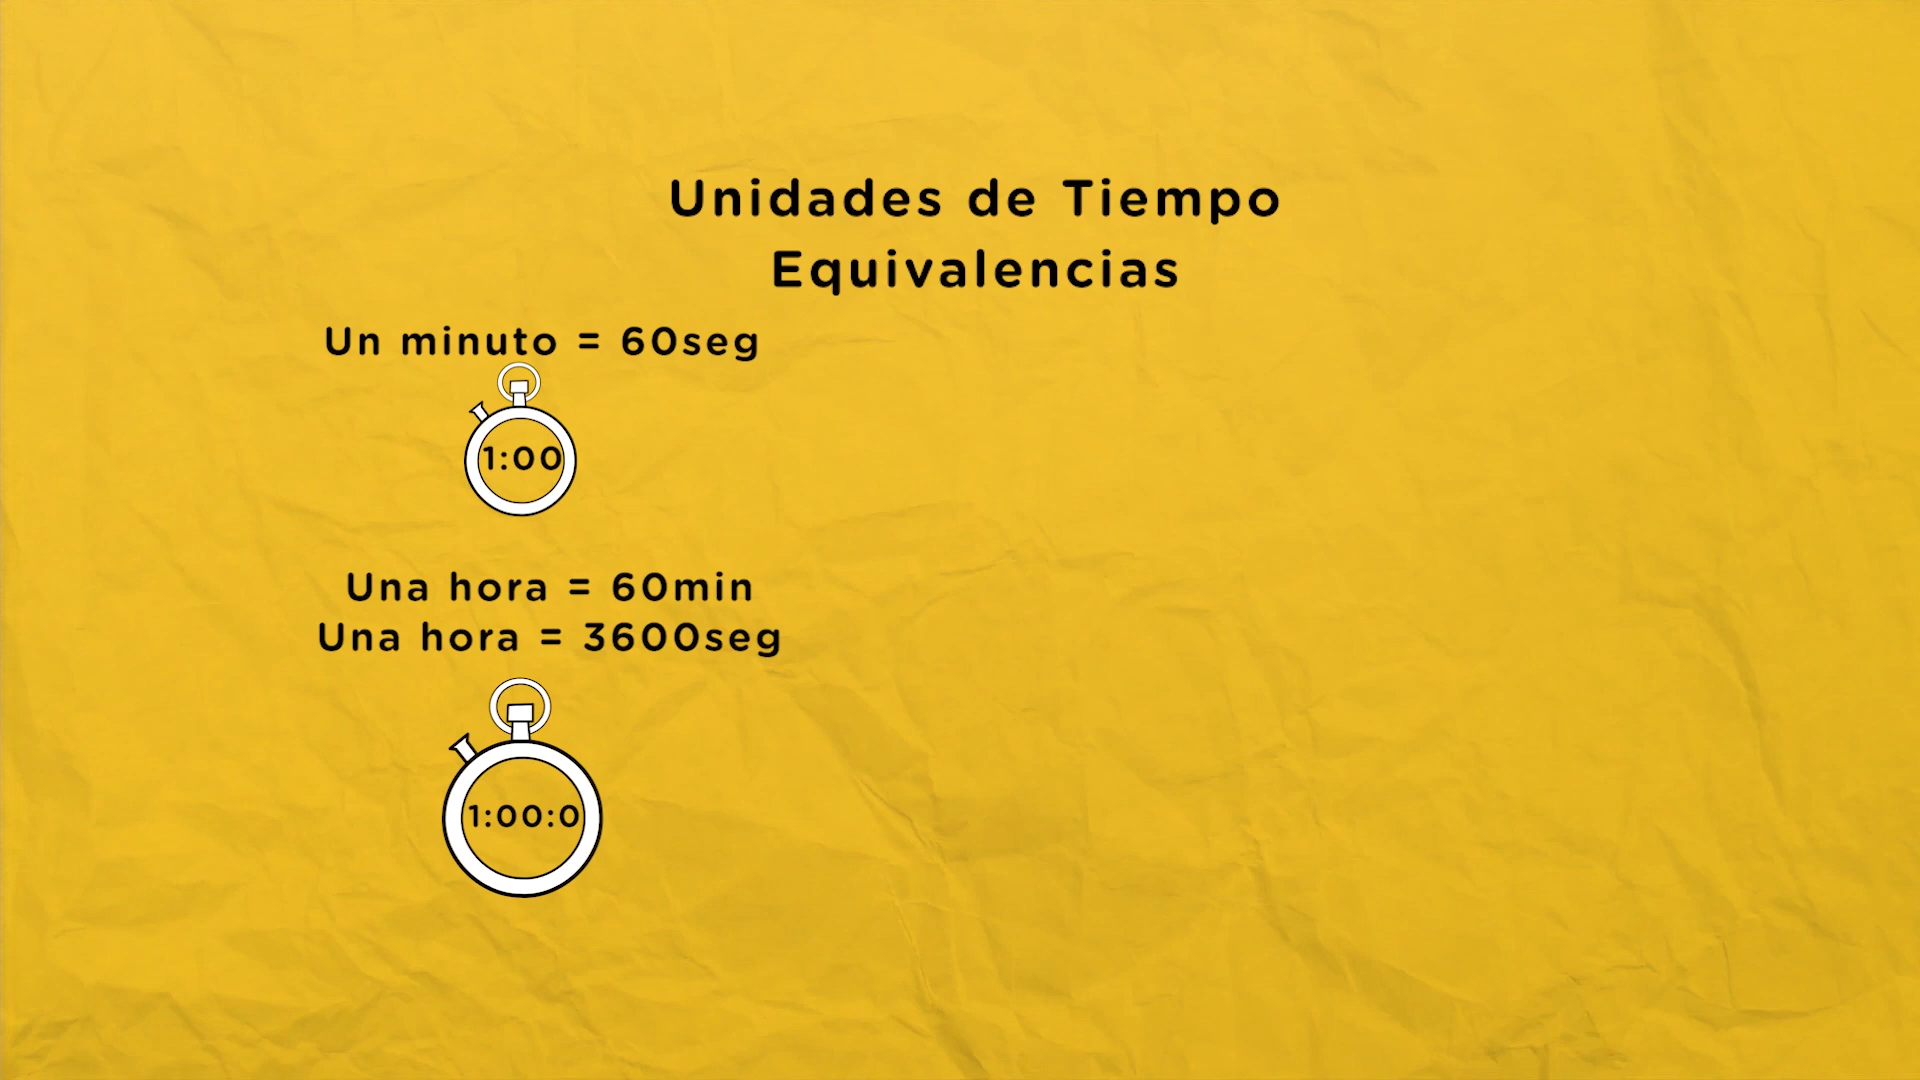 Unidades de Tiempo
Equivalencias
Un minuto = 60seg
1:00
Una hora = 60min
Una hora = 3600seg
1:00:0